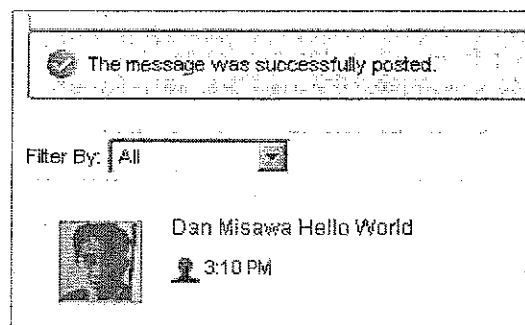 The message was successfully posted.
Filter By: All
Dan Misawa Hello World
3:10 PM